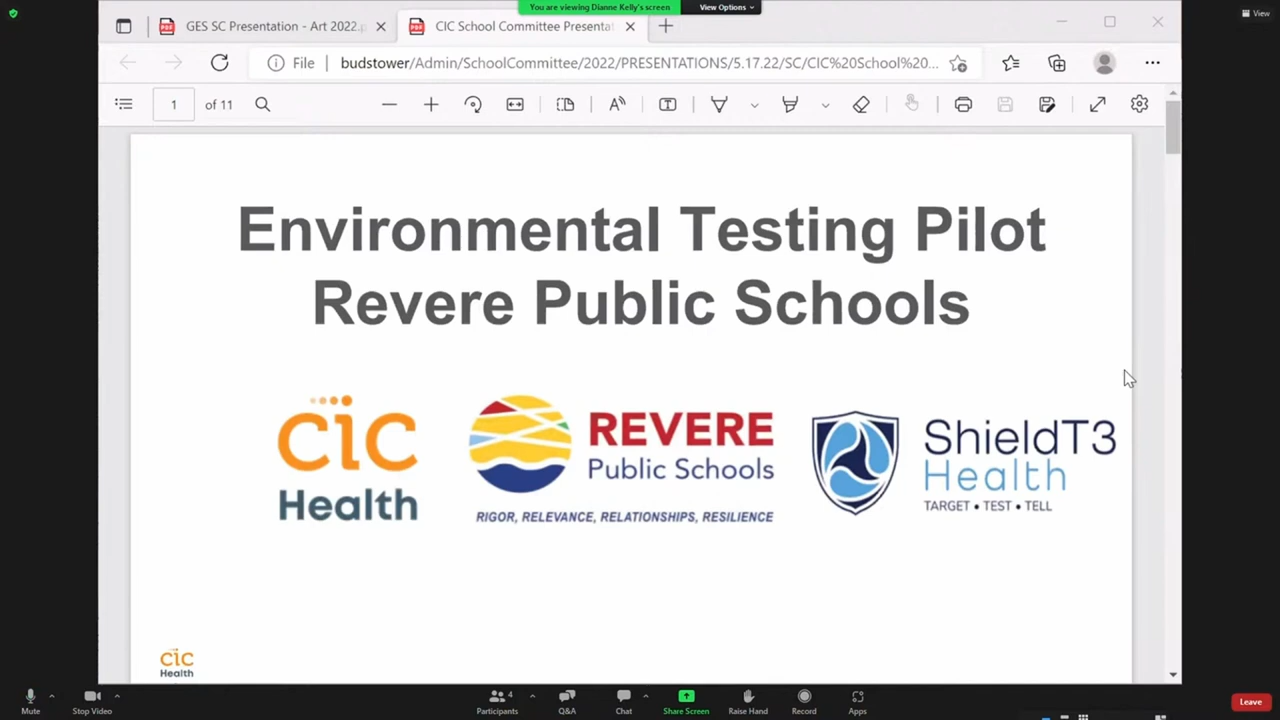 You are viewing Dianne Kelly's screen
View Options
View
GES SC Presentation - Art 2022.p
CIC School Committee Presentat
File
budstower/Admin/SchoolCommittee/2022/PRESENTATIONS/5.17.22/SC/CIC%20School%20...
1 of 11
Environmental Testing Pilot
Revere Public Schools
cic
Health
REVERE
Public Schools
RIGOR, RELEVANCE, RELATIONSHIPS, RESILIENCE
ShieldT3
Health
TARGET • TEST • TELL
cic
Health
4
Mute
Stop Video
Participants
Q&A
Chat
Share Screen
Raise Hand
Record
Apps
Leave